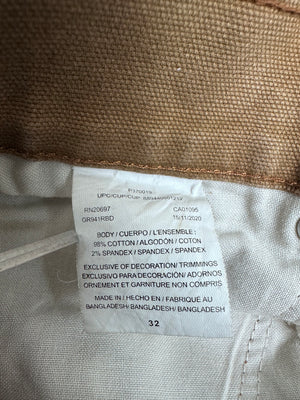 P370019
RN20697 CA01095
GR941RBD 15/11/2020
BODY / CUERPO / L'ENSEMBLE :
98% COTTON / ALGODÓN / COTON
2% SPANDEX / SPANDEX / SPANDEX
EXCLUSIVE OF DECORATION/ TRIMMINGS
EXCLUSIVO PARA DECORACIÓN/ ADORNOS
ORNEMENT ET GARNITURE NON COMPRIS
MADE IN / HECHO EN / FABRIQUÉ AU
BANGLADESH/ BANGLADESH/ BANGLADESH
32